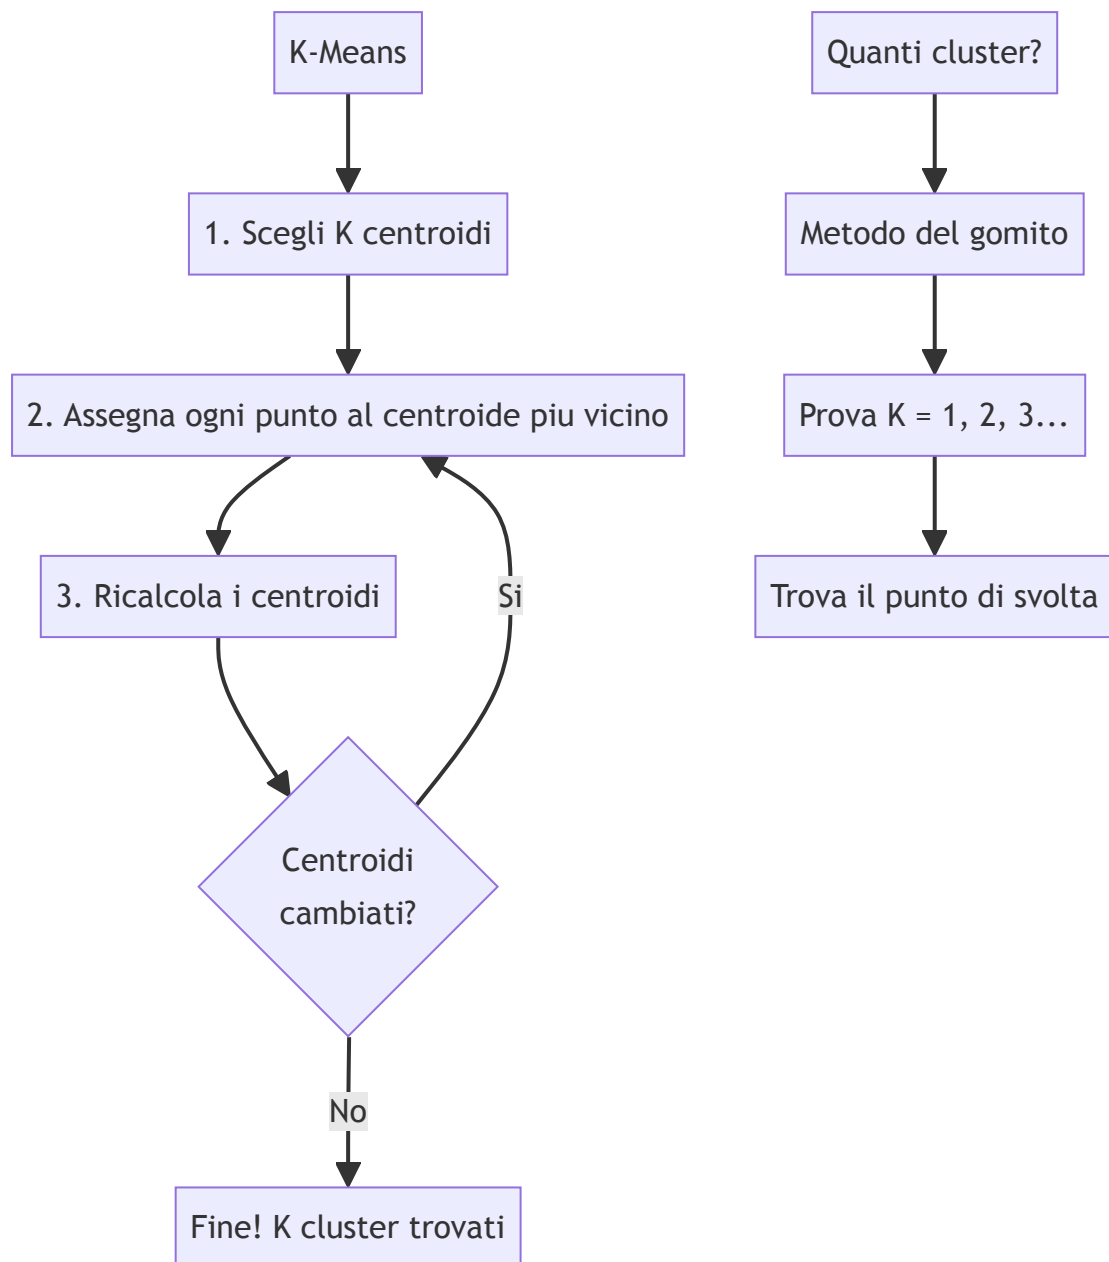 K-Means
1. Scegli K centroidi
2. Assegna ogni punto al centroide piu vicino
3. Ricalcola i centroidi
Si
Centroidi
cambiati?
No
Fine! K cluster trovati
Quanti cluster?
Metodo del gomito
Prova K = 1, 2, 3...
Trova il punto di svolta